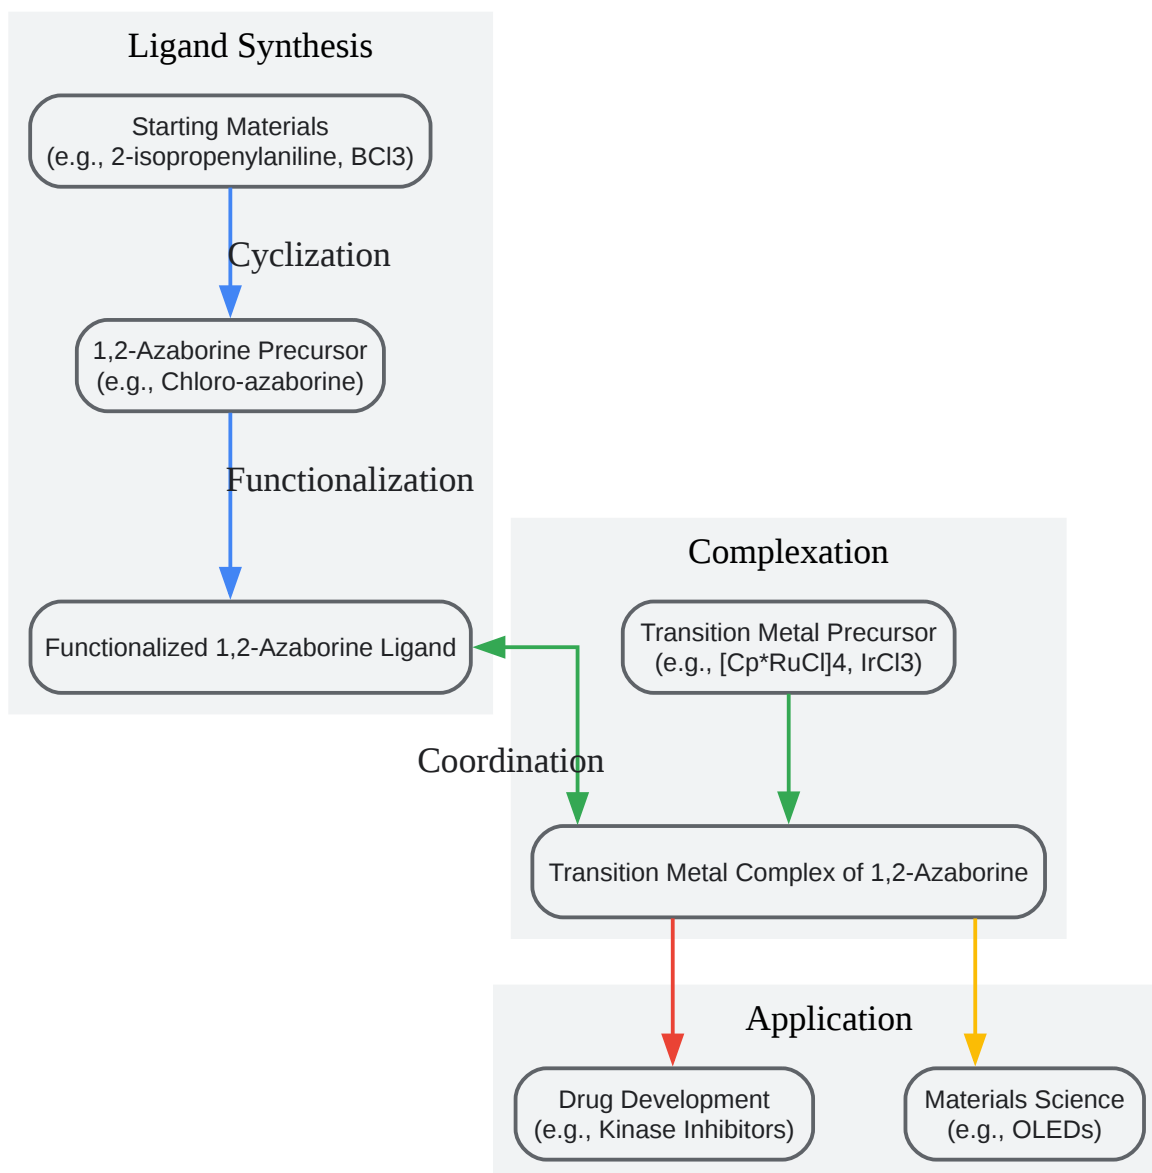 Ligand Synthesis
Starting Materials
(e.g., 2-isopropenylaniline, BCl3)
Cyclization
1,2-Azaborine Precursor
(e.g., Chloro-azaborine)
Functionalization
Functionalized 1,2-Azaborine Ligand
Complexation
Transition Metal Precursor
(e.g., [Cp*RuCl]4, IrCl3)
Coordination
Transition Metal Complex of 1,2-Azaborine
Application
Drug Development
(e.g., Kinase Inhibitors)
Materials Science
(e.g., OLEDs)